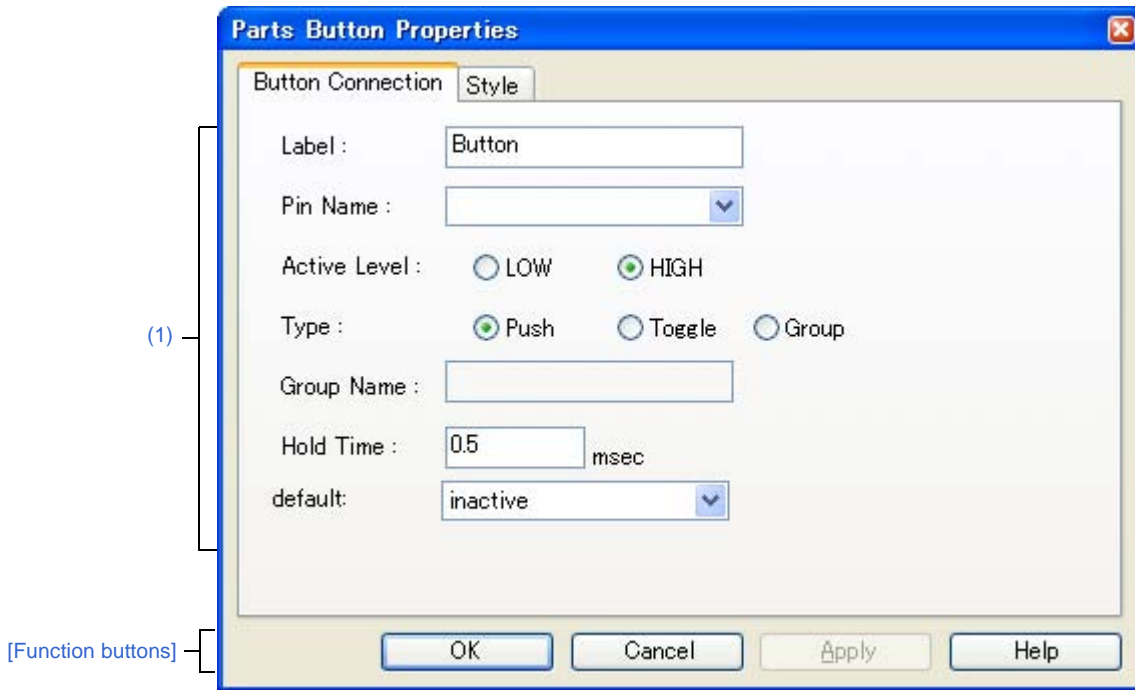 Parts Button Properties
Button Connection Style
Label : Button
Pin Name :
Active Level : LOW HIGH
(1) Type : Push Toggle Group
Group Name :
Hold Time : 0.5 msec
default: inactive
[Function buttons] OK Cancel Apply Help